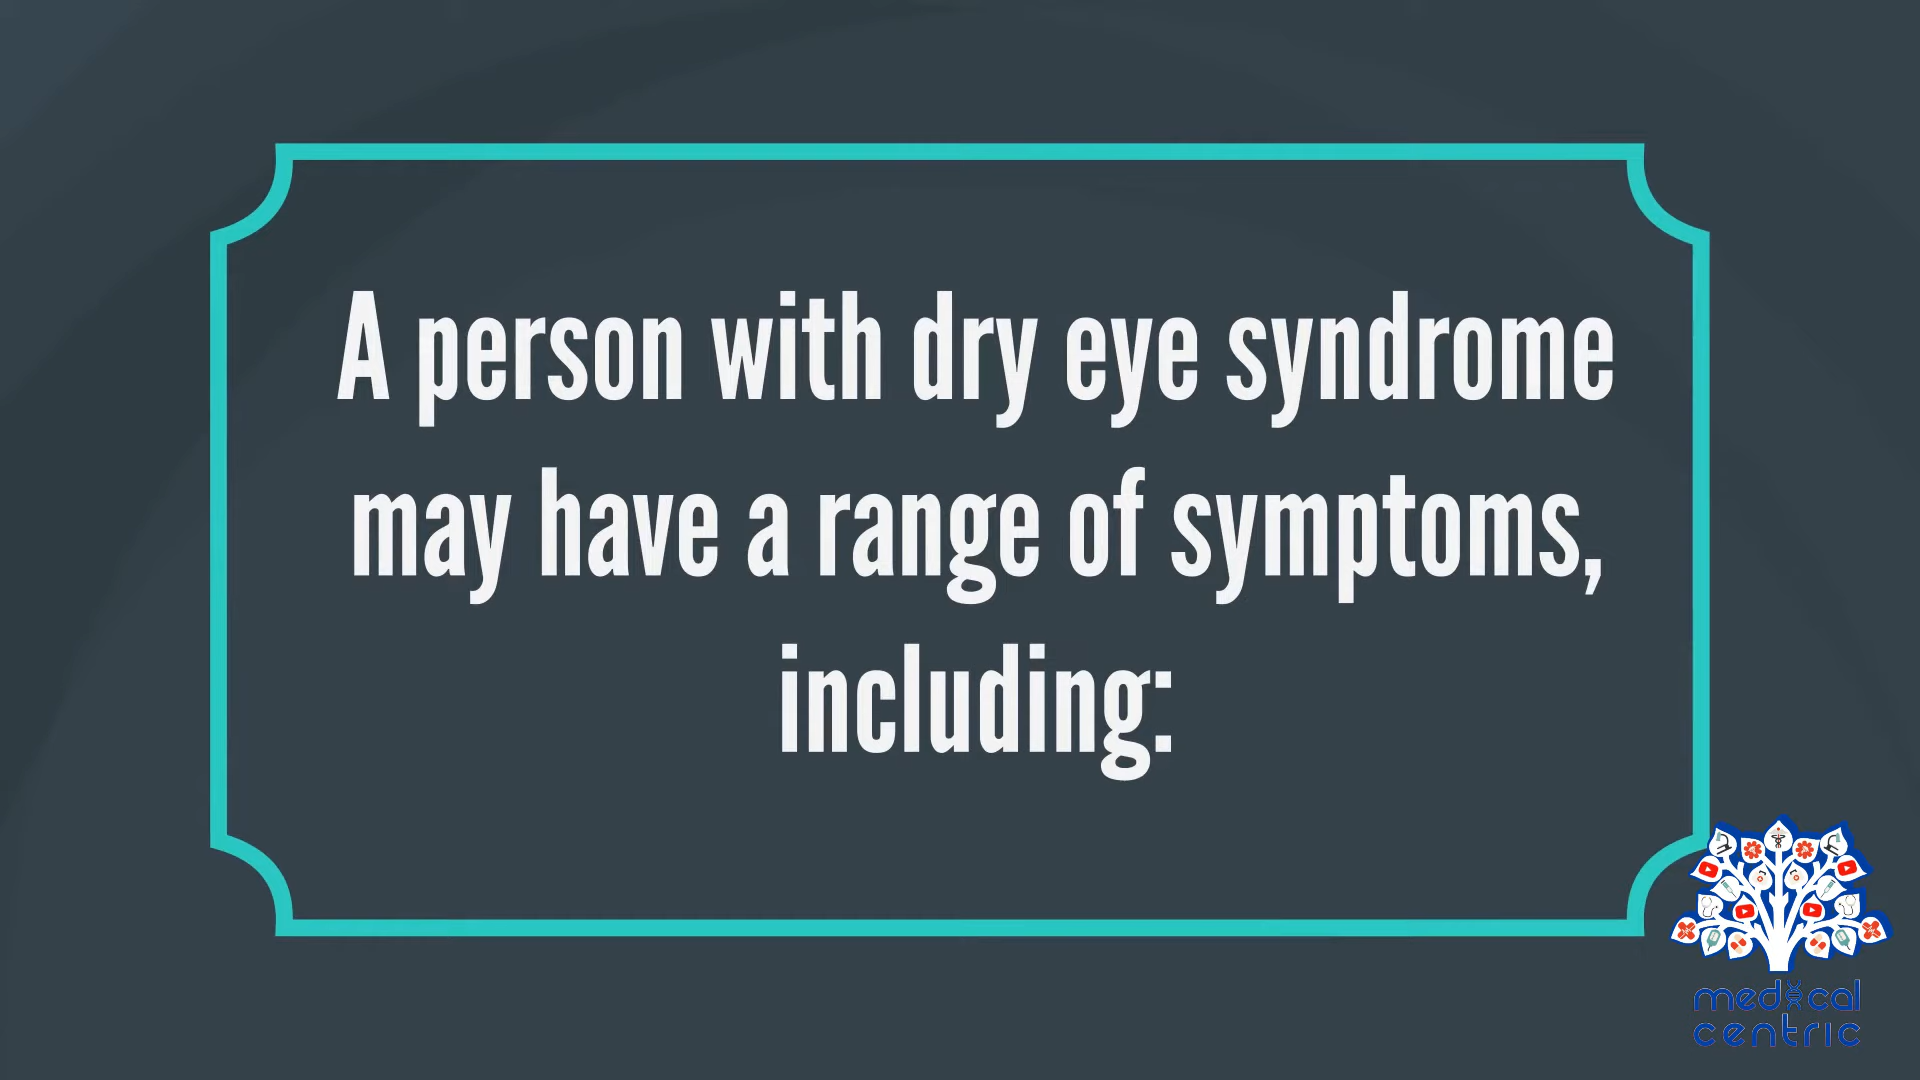 A person with dry eye syndrome
may have a range of symptoms,
including:
medical
centric